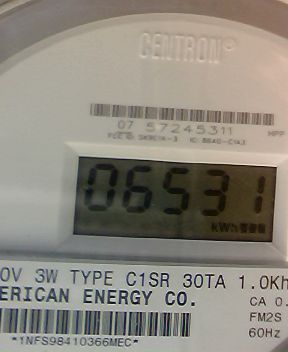 CENTRON®
07 57245311
HPP
06531
kWh
0V 3W TYPE C1SR 30TA 1.0Kh
ERICAN ENERGY CO.
CA 0.
FM2S
60Hz
*1NFS98410366MEC*